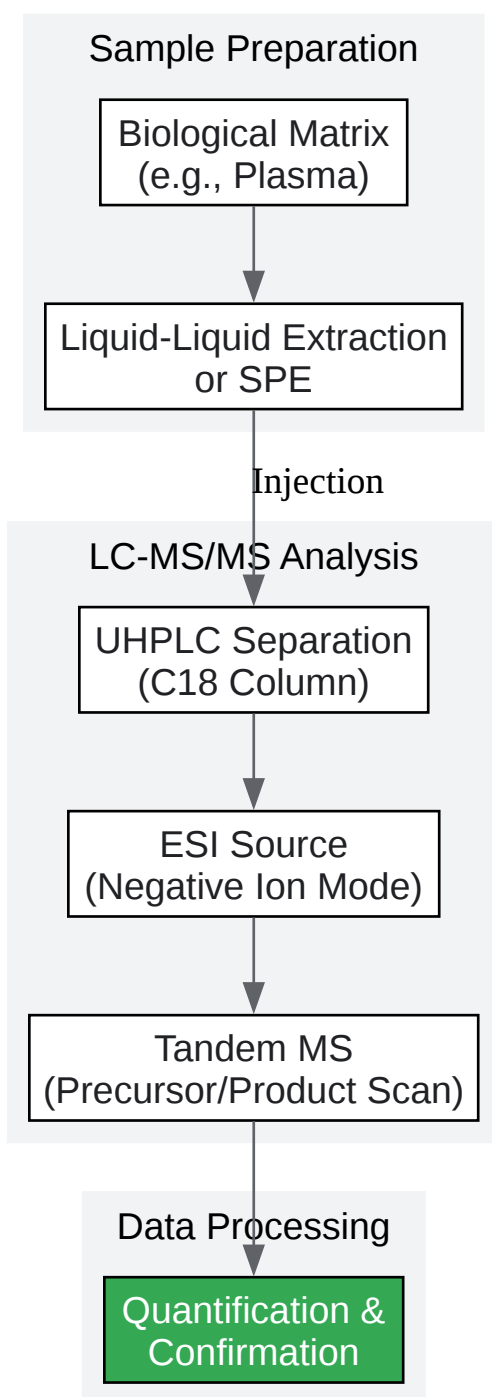 Sample Preparation
Biological Matrix
(e.g., Plasma)
Liquid-Liquid Extraction
or SPE
Injection
LC-MS/MS Analysis
UHPLC Separation
(C18 Column)
ESI Source
(Negative Ion Mode)
Tandem MS
(Precursor/Product Scan)
Data Processing
Quantification &
Confirmation